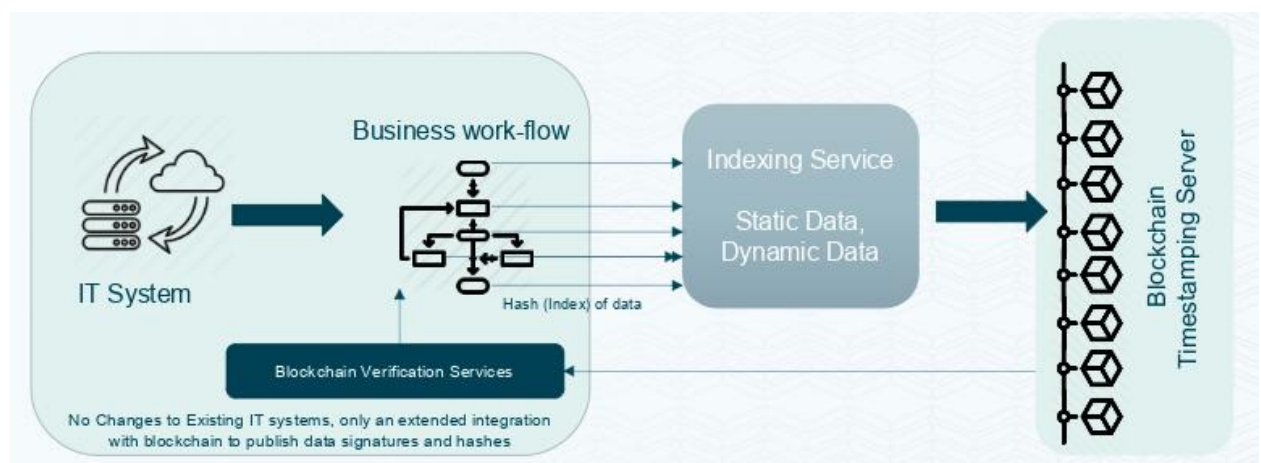 Business work-flow
IT System
Hash (Index) of data
Blockchain Verification Services
No Changes to Existing IT systems, only an extended integration
with blockchain to publish data signatures and hashes
Indexing Service
Static Data,
Dynamic Data
Blockchain
Timestamping Server